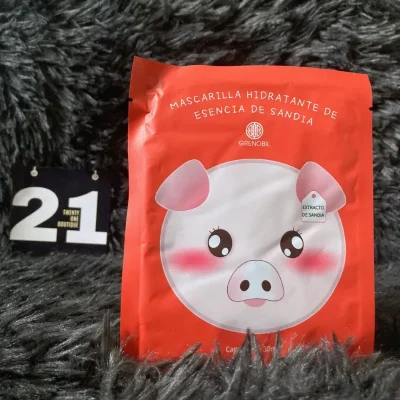 MASCARILLA HIDRATANTE DE
ESENCIA DE SANDIA
GRENOBIL
EXTRACTO
DE SANDIA
21
TWENTY
ONE
BOUTIQUE